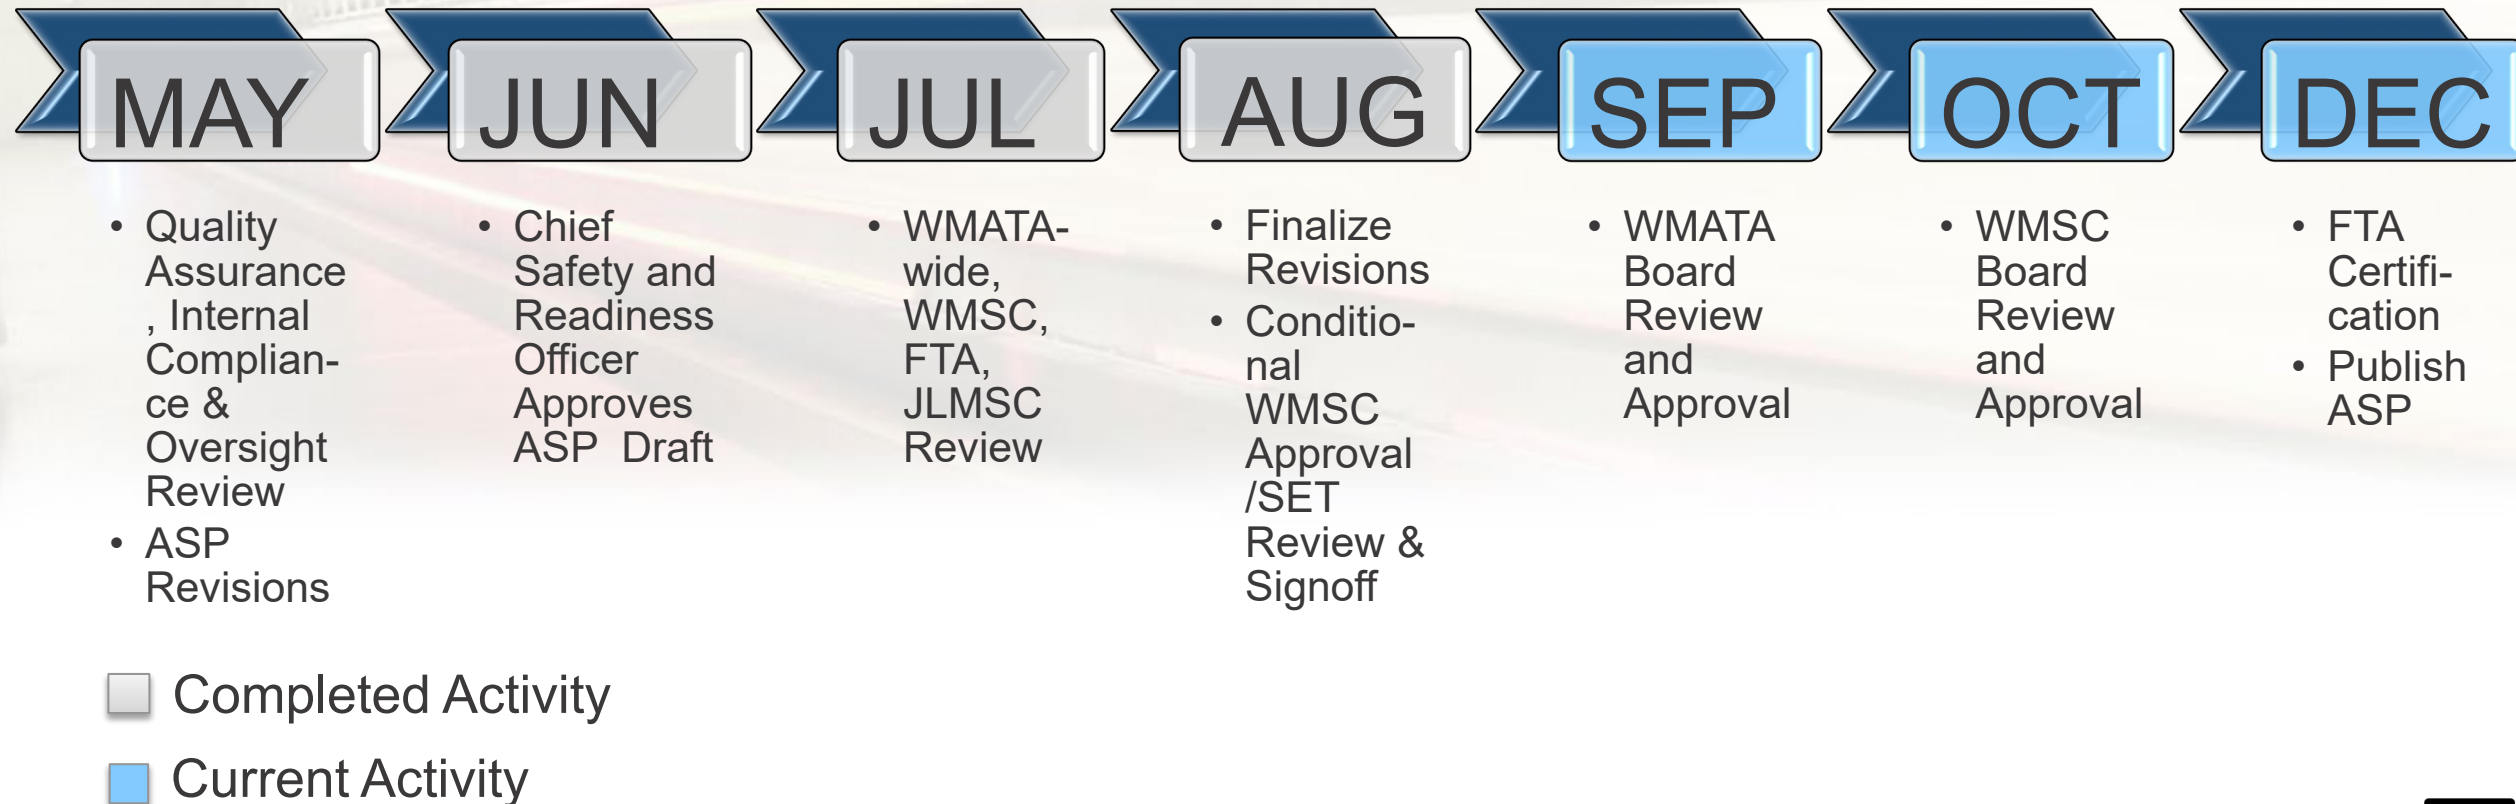 MAY
• Quality
Assurance
, Internal
Complian-
ce &
Oversight
Review
• ASP
Revisions
JUN
• Chief
Safety and
Readiness
Officer
Approves
ASP  Draft
JUL
• WMATA-
wide,
WMSC,
FTA,
JLMSC
Review
AUG
• Finalize
Revisions
• Conditio-
nal
WMSC
Approval
/SET
Review &
Signoff
SEP
• WMATA
Board
Review
and
Approval
OCT
• WMSC
Board
Review
and
Approval
DEC
• FTA
Certifi-
cation
• Publish
ASP
Completed Activity
Current Activity